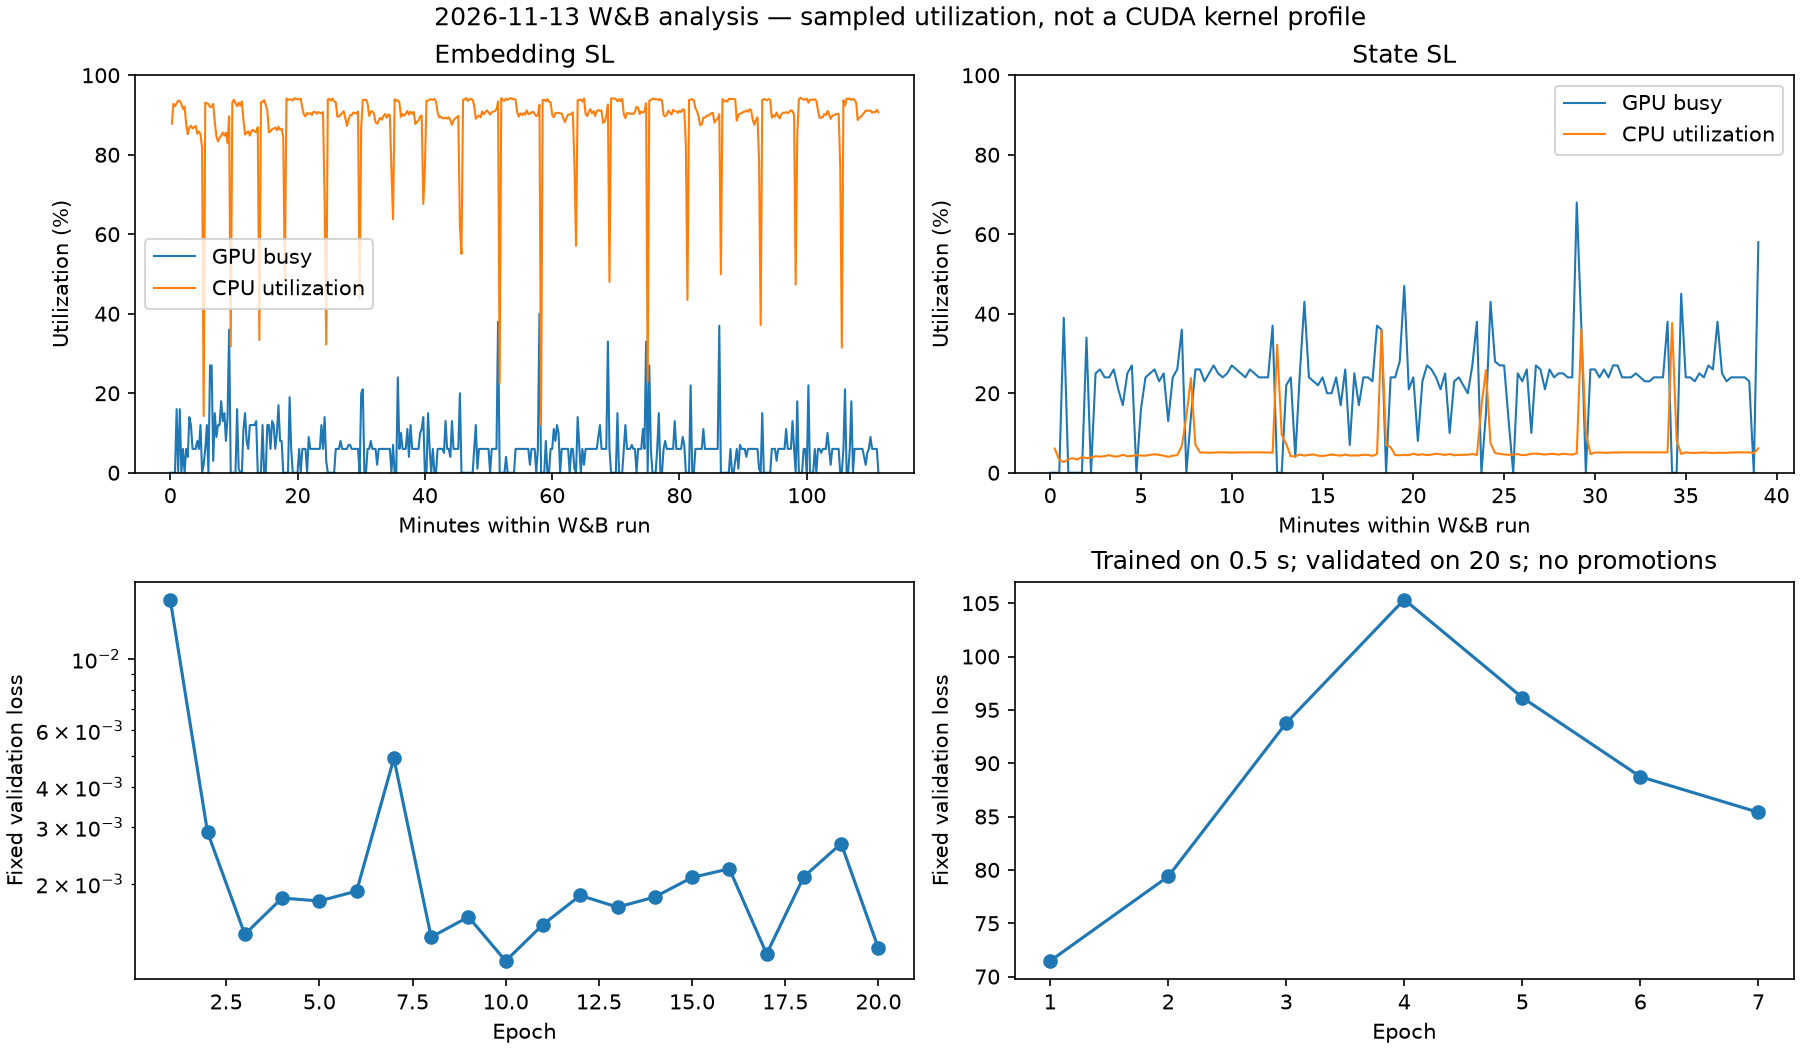 2026-11-13 W&B analysis — sampled utilization, not a CUDA kernel profile
Embedding SL
100
80
60
40
20
0
Utilization (%)
GPU busy
CPU utilization
0 20 40 60 80 100
Minutes within W&B run
State SL
100
80
60
40
20
0
Utilization (%)
GPU busy
CPU utilization
0 5 10 15 20 25 30 35 40
Minutes within W&B run
10⁻²
6 × 10⁻³
4 × 10⁻³
3 × 10⁻³
2 × 10⁻³
Fixed validation loss
2.5 5.0 7.5 10.0 12.5 15.0 17.5 20.0
Epoch
Trained on 0.5 s; validated on 20 s; no promotions
105
100
95
90
85
80
75
70
Fixed validation loss
1 2 3 4 5 6 7
Epoch